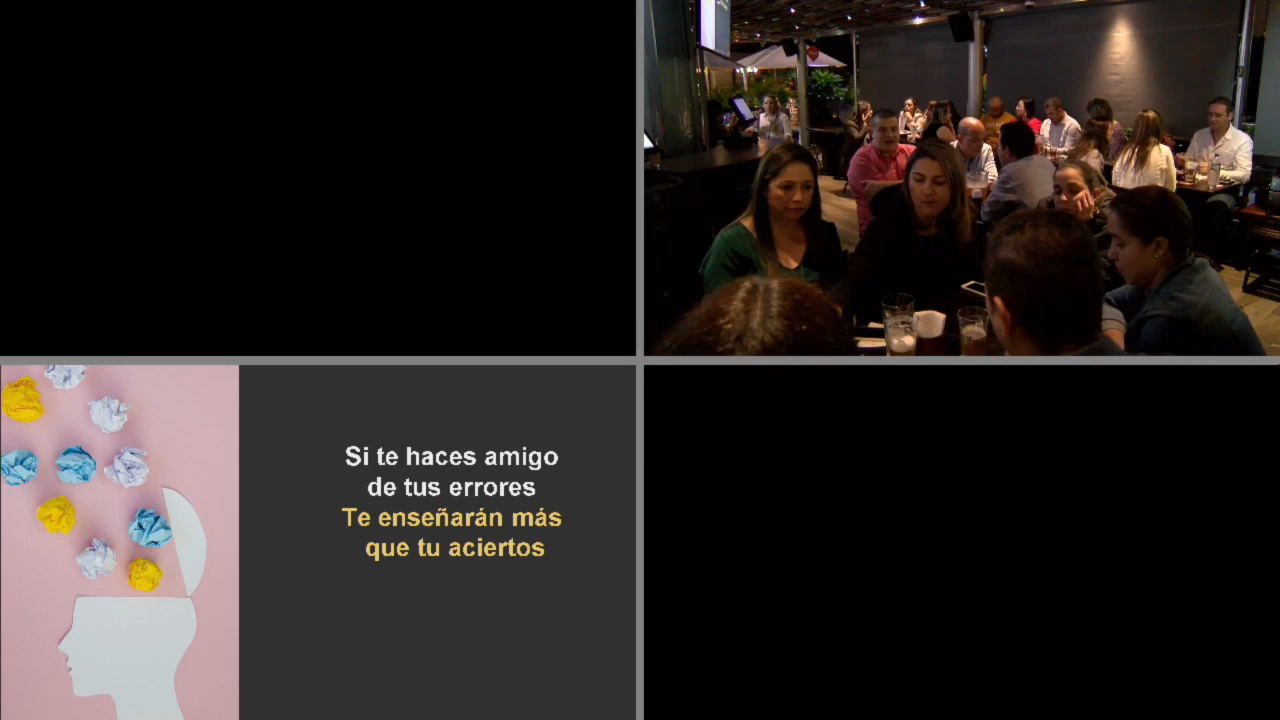 Si te haces amigo
de tus errores
Te enseñarán más
que tu aciertos